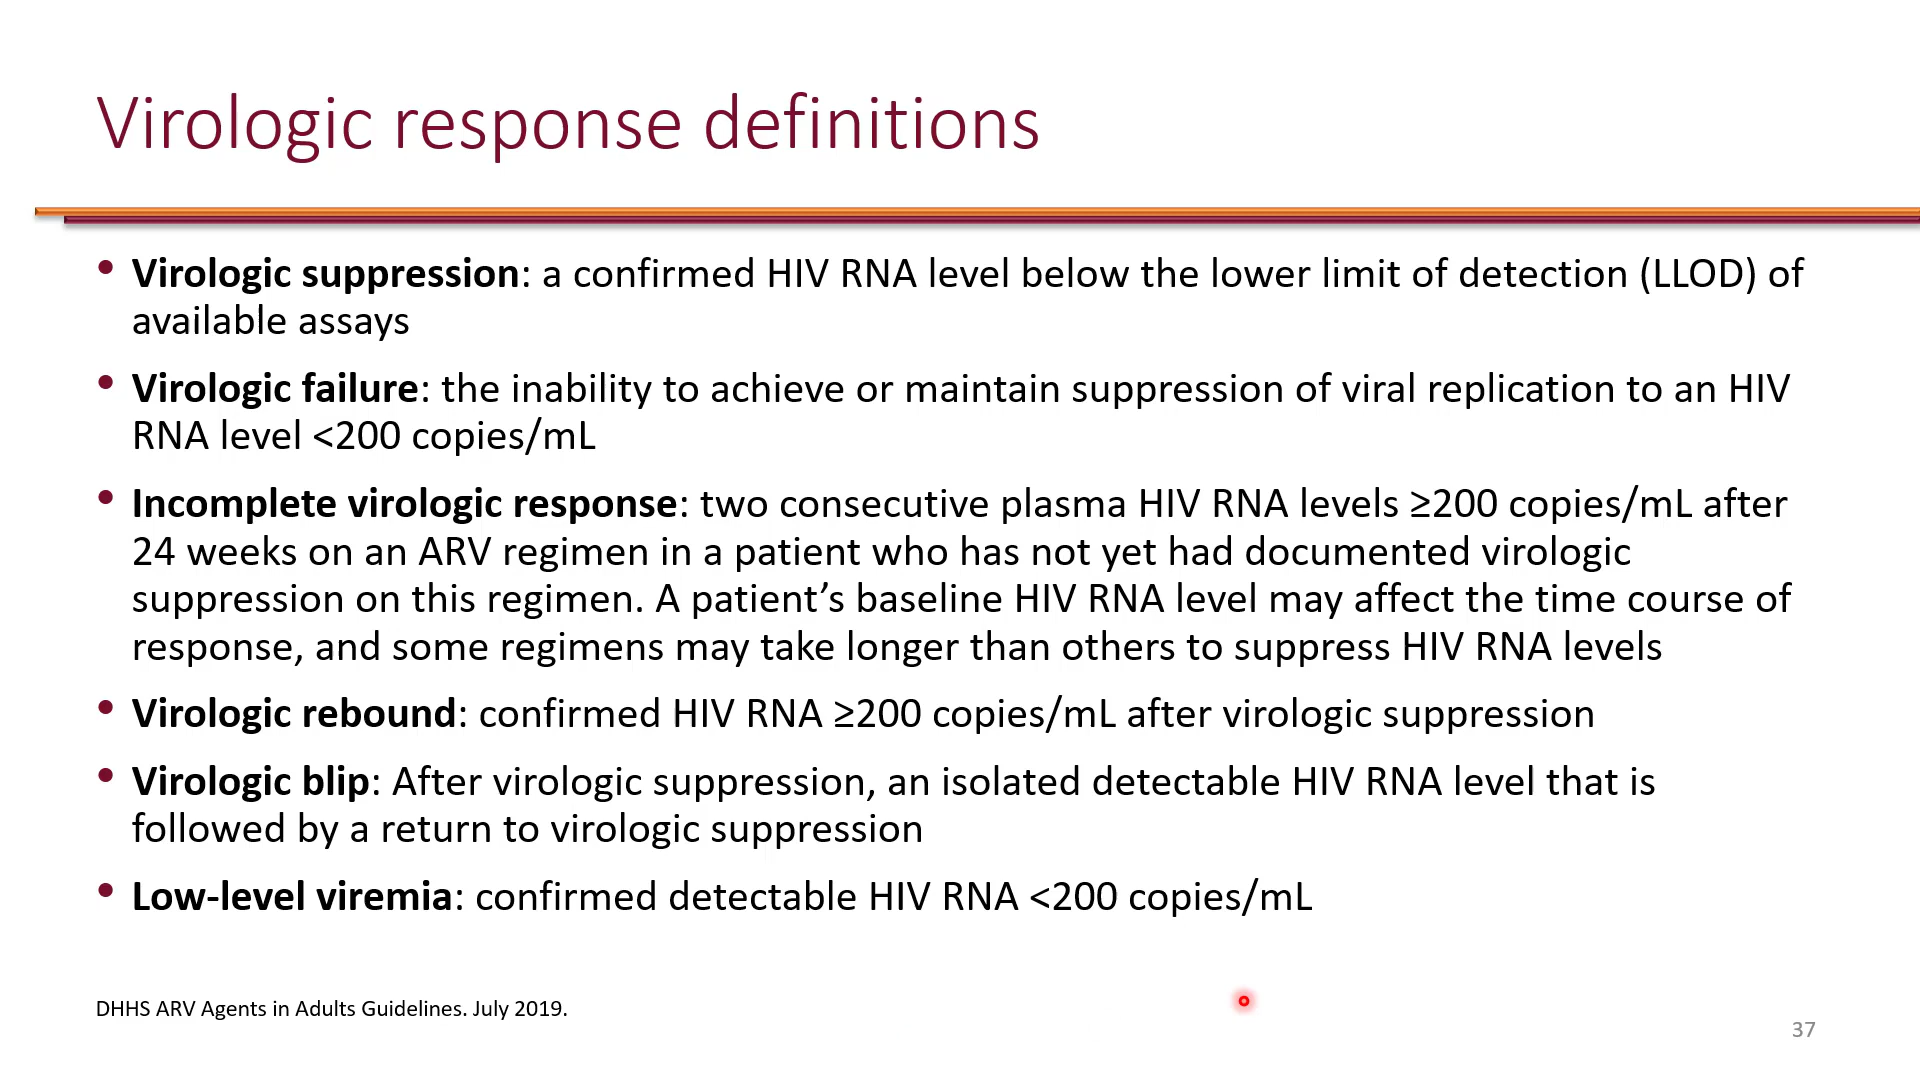 Virologic response definitions
• Virologic suppression: a confirmed HIV RNA level below the lower limit of detection (LLOD) of
available assays
• Virologic failure: the inability to achieve or maintain suppression of viral replication to an HIV
RNA level <200 copies/mL
• Incomplete virologic response: two consecutive plasma HIV RNA levels ≥200 copies/mL after
24 weeks on an ARV regimen in a patient who has not yet had documented virologic
suppression on this regimen. A patient’s baseline HIV RNA level may affect the time course of
response, and some regimens may take longer than others to suppress HIV RNA levels
• Virologic rebound: confirmed HIV RNA ≥200 copies/mL after virologic suppression
• Virologic blip: After virologic suppression, an isolated detectable HIV RNA level that is
followed by a return to virologic suppression
• Low-level viremia: confirmed detectable HIV RNA <200 copies/mL
DHHS ARV Agents in Adults Guidelines. July 2019.
37